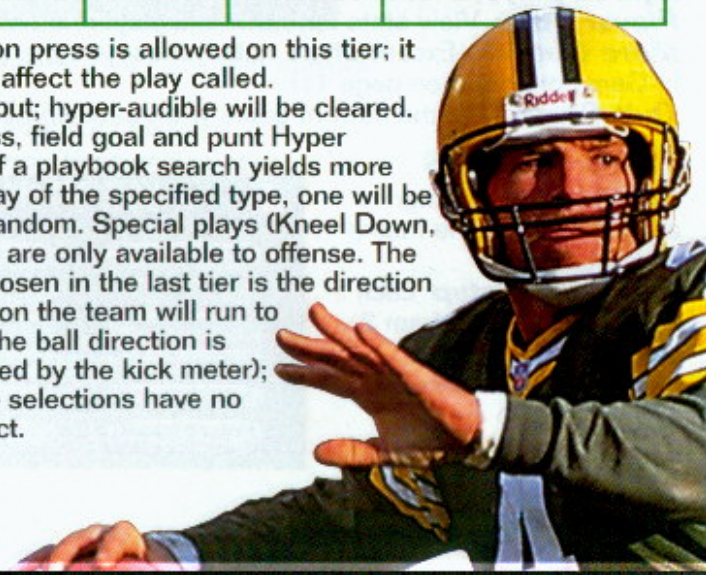 on press is allowed on this tier; it
affect the play called.
put; hyper-audible will be cleared.
ss, field goal and punt Hyper
f a playbook search yields more
ay of the specified type, one will be
andom. Special plays (Kneel Down,
are only available to offense. The
osen in the last tier is the direction
on the team will run to
he ball direction is
ed by the kick meter);
selections have no
ct.
Riddell
4